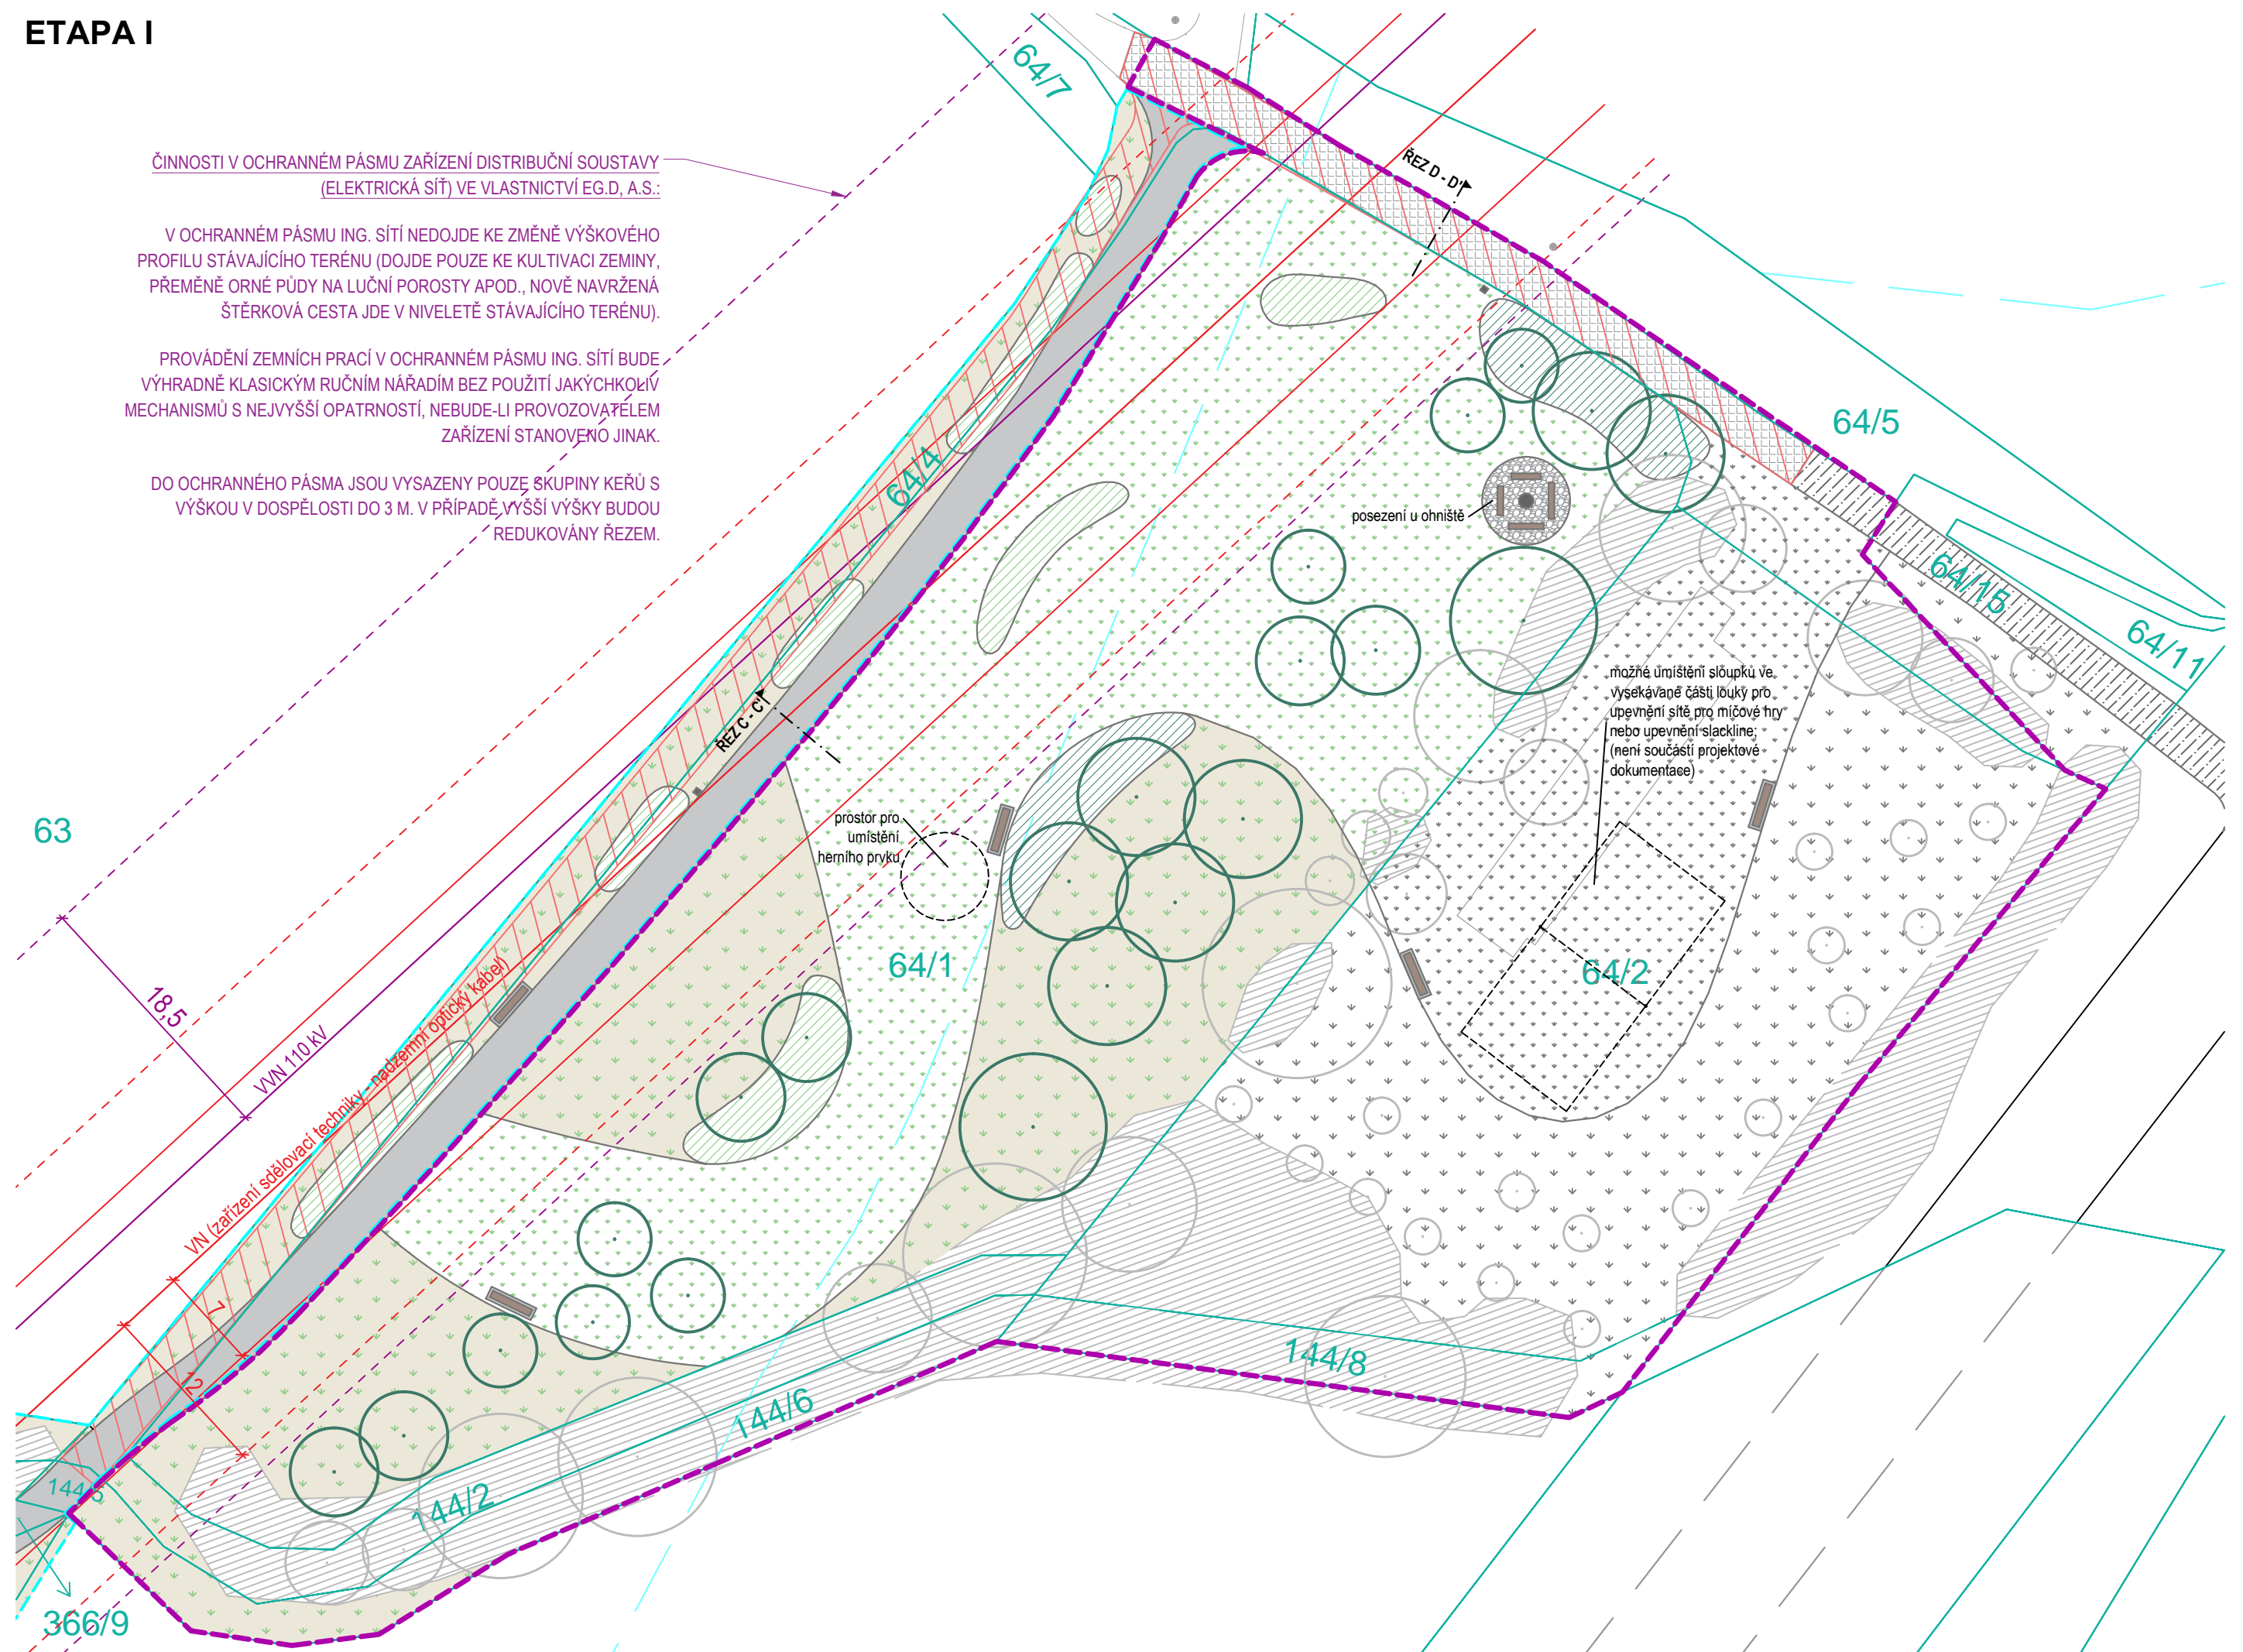 ETAPA I
ČINNOSTI V OCHRANNÉM PÁSMU ZAŘÍZENÍ DISTRIBUČNÍ SOUSTAVY
(ELEKTRICKÁ SÍŤ) VE VLASTNICTVÍ EG.D, A.S.:
V OCHRANNÉM PÁSMU ING. SÍTÍ NEDOJDE KE ZMĚNĚ VÝŠKOVÉHO
PROFILU STÁVAJÍCÍHO TERÉNU (DOJDE POUZE KE KULTIVACI ZEMINY,
PŘEMĚNĚ ORNÉ PŮDY NA LUČNÍ POROSTY APOD., NOVĚ NAVRŽENÁ
ŠTĚRKOVÁ CESTA JDE V NIVELETĚ STÁVAJÍCÍHO TERÉNU).
PROVÁDĚNÍ ZEMNÍCH PRACÍ V OCHRANNÉM PÁSMU ING. SÍTÍ BUDE
VÝHRADNĚ KLASICKÝM RUČNÍM NÁŘADÍM BEZ POUŽITÍ JAKÝCHKOLIV
MECHANISMŮ S NEJVYŠŠÍ OPATRNOSTÍ, NEBUDE-LI PROVOZOVATELEM
ZAŘÍZENÍ STANOVENO JINAK.
DO OCHRANNÉHO PÁSMA JSOU VYSAZENY POUZE SKUPINY KEŘŮ S
VÝŠKOU V DOSPĚLOSTI DO 3 M. V PŘÍPADĚ VYŠŠÍ VÝŠKY BUDOU
REDUKOVÁNY ŘEZEM.
64/7
ŘEZ D - D'
64/5
64/4
posezení u ohniště
64/15
64/11
možné umístění sloupků ve
vysekávané části louky pro
upevnění sítě pro míčové hry
nebo upevnění slackline;
(není součástí projektové
dokumentace)
ŘEZ C - C'
prostor pro
umístění
herního prvku
63
64/1
64/2
18,5
VVN 110 kV
VN (zařízení sdělovací techniky - nadzemní optický kabel)
7
12
144/8
144/6
144/2
144/5
366/9